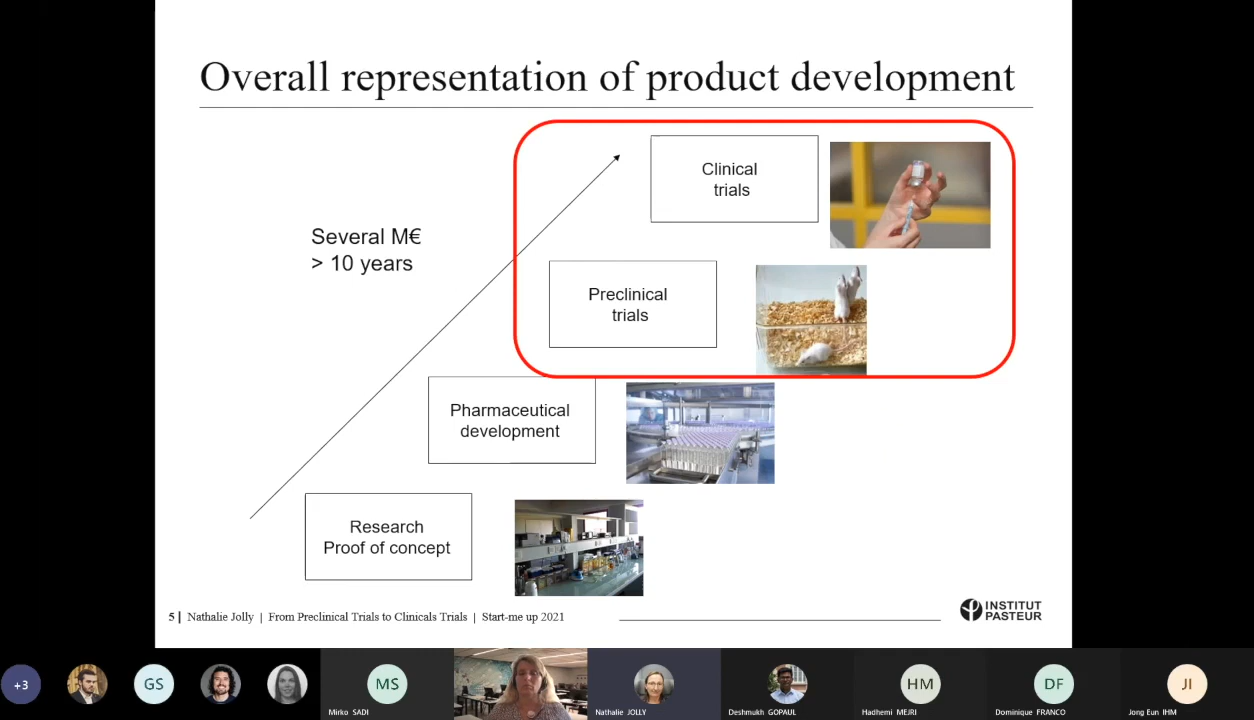 Overall representation of product development
Clinical
trials
Several M€
> 10 years
Preclinical
trials
Pharmaceutical
development
Research
Proof of concept
5 | Nathalie Jolly | From Preclinical Trials to Clinicals Trials | Start-me up 2021
INSTITUT
PASTEUR
+3
GS
MS
Mirko SADI
Nathalie JOLLY
Deshmukh GOPAUL
HM
Hadhemi MEJRI
DF
Dominique FRANCO
JI
Jong Eun IHM